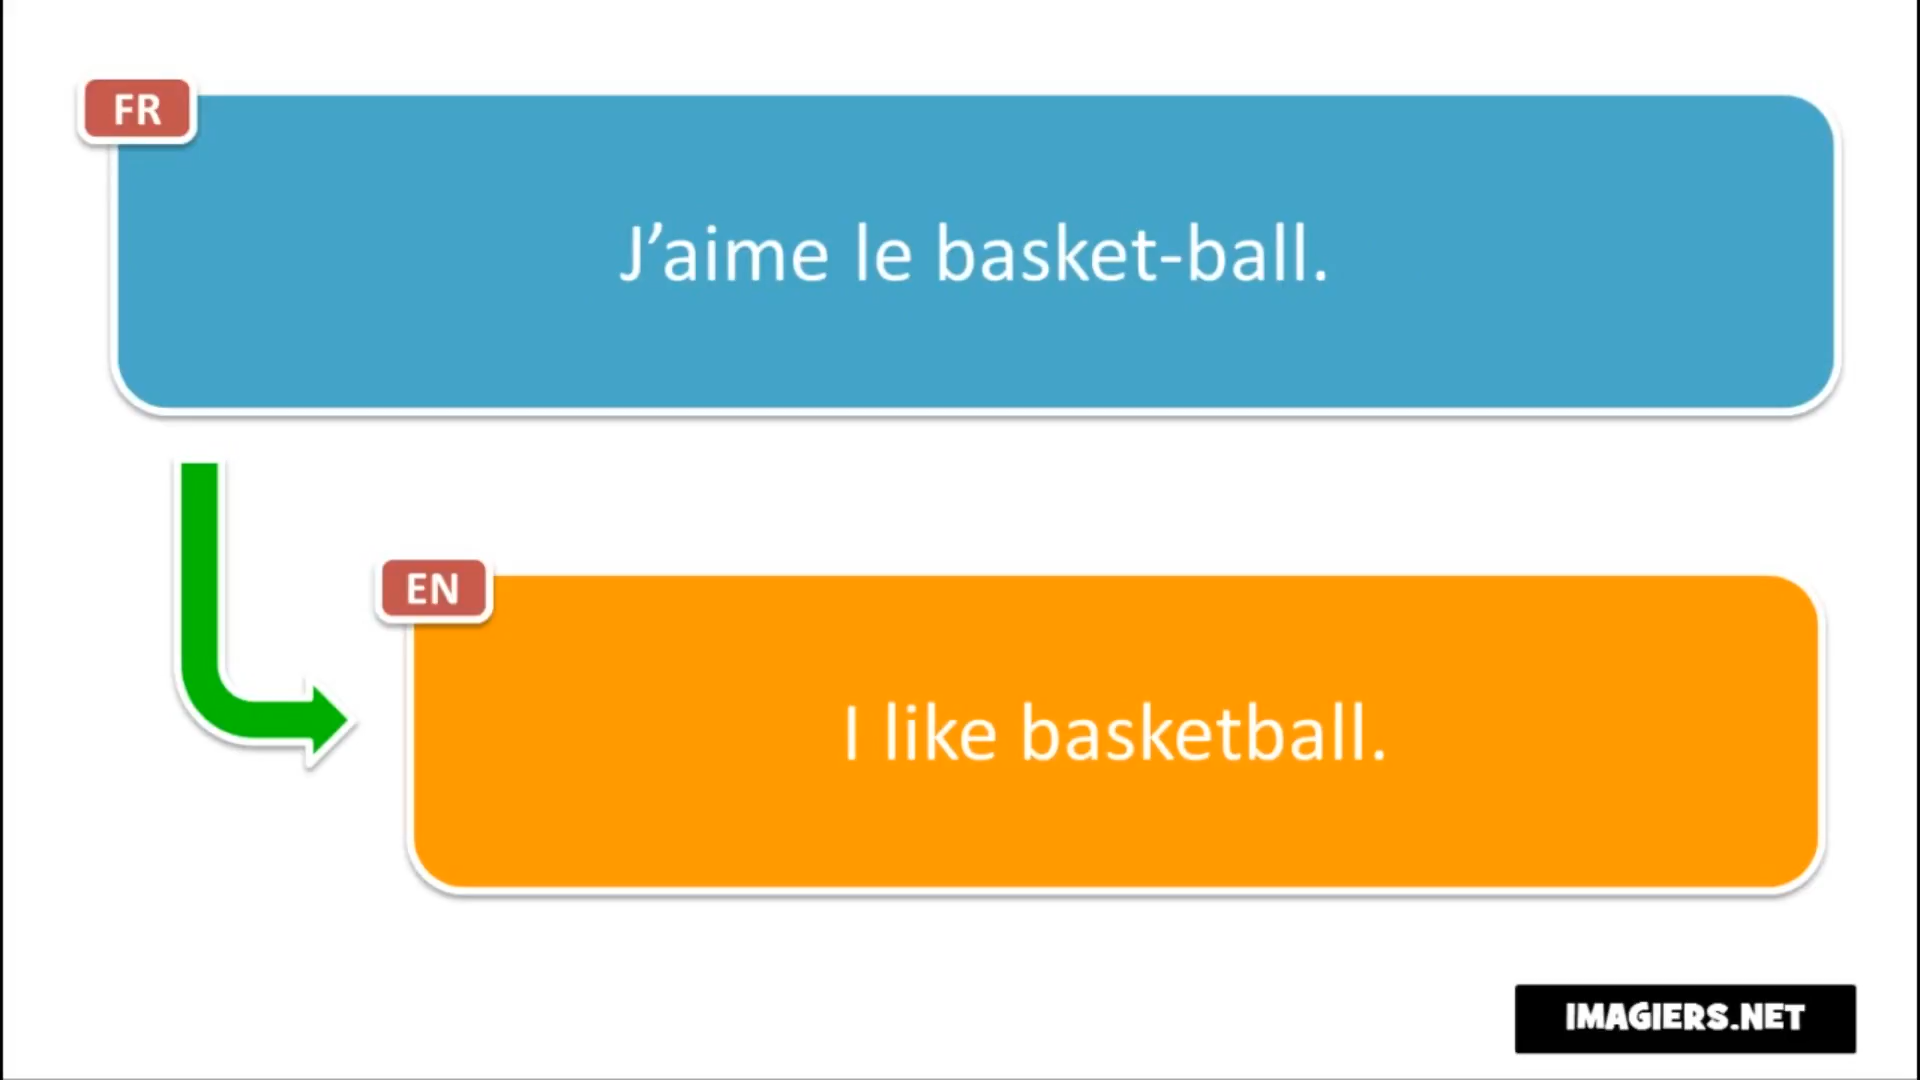 FR
J’aime le basket-ball.
EN
I like basketball.
IMAGIERS.NET